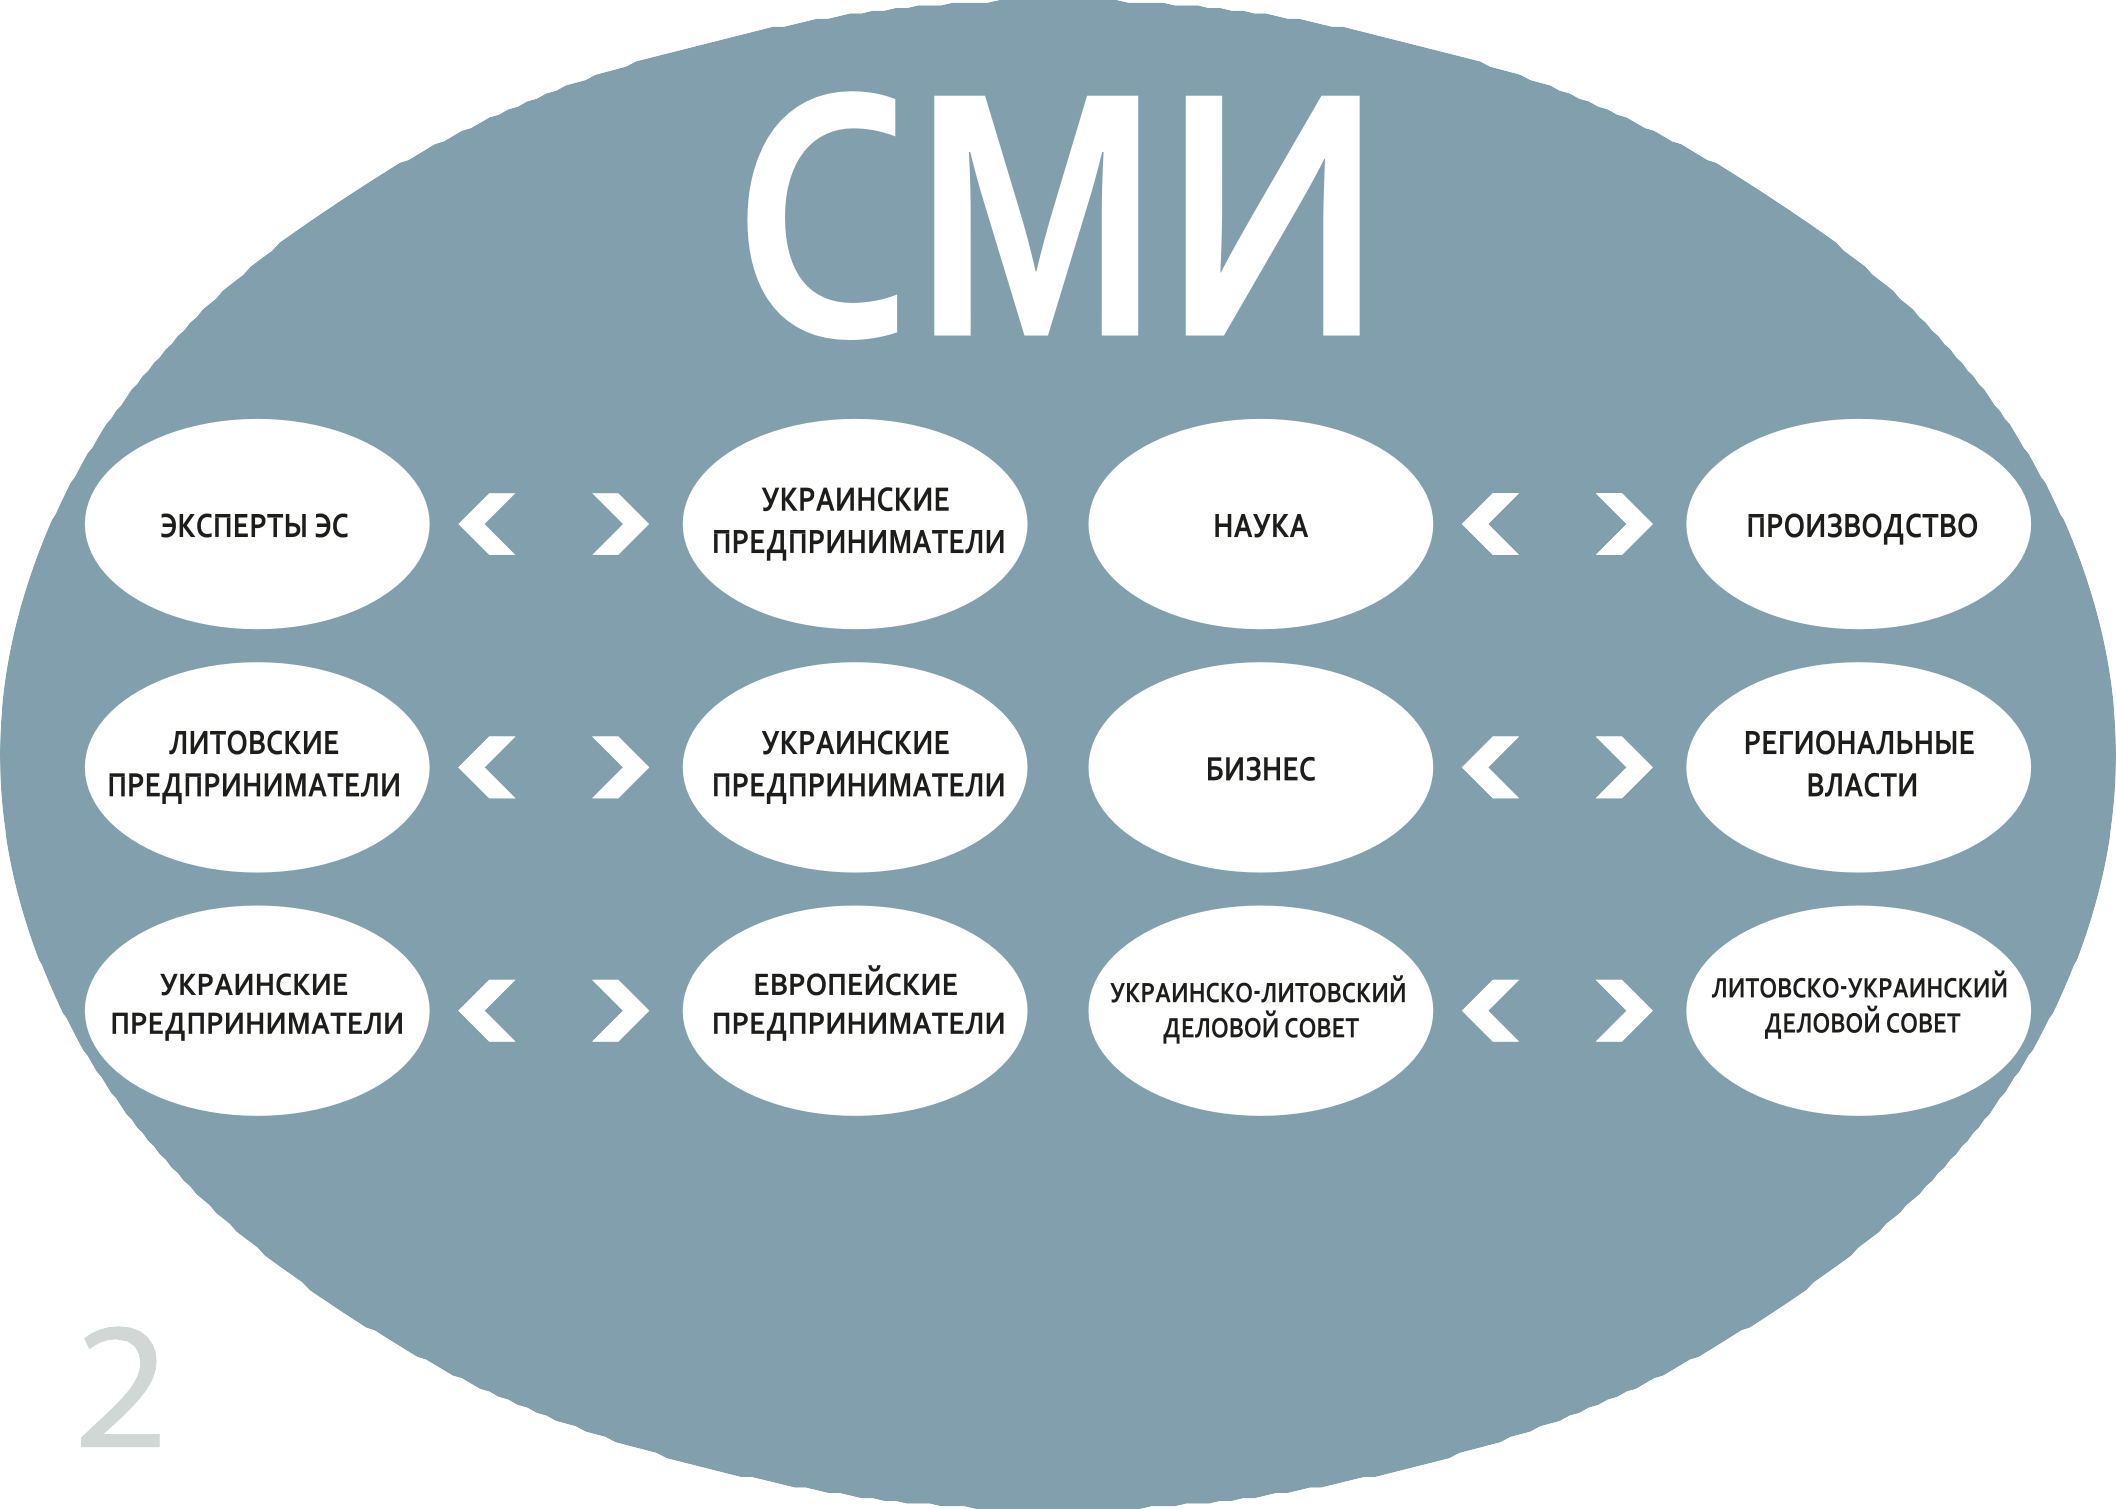 СМИ
ЭКСПЕРТЫ ЭС
УКРАИНСКИЕ
ПРЕДПРИНИМАТЕЛИ
НАУКА
ПРОИЗВОДСТВО
ЛИТОВСКИЕ
ПРЕДПРИНИМАТЕЛИ
УКРАИНСКИЕ
ПРЕДПРИНИМАТЕЛИ
БИЗНЕС
РЕГИОНАЛЬНЫЕ
ВЛАСТИ
УКРАИНСКИЕ
ПРЕДПРИНИМАТЕЛИ
ЕВРОПЕЙСКИЕ
ПРЕДПРИНИМАТЕЛИ
УКРАИНСКО-ЛИТОВСКИЙ
ДЕЛОВОЙ СОВЕТ
ЛИТОВСКО-УКРАИНСКИЙ
ДЕЛОВОЙ СОВЕТ
2